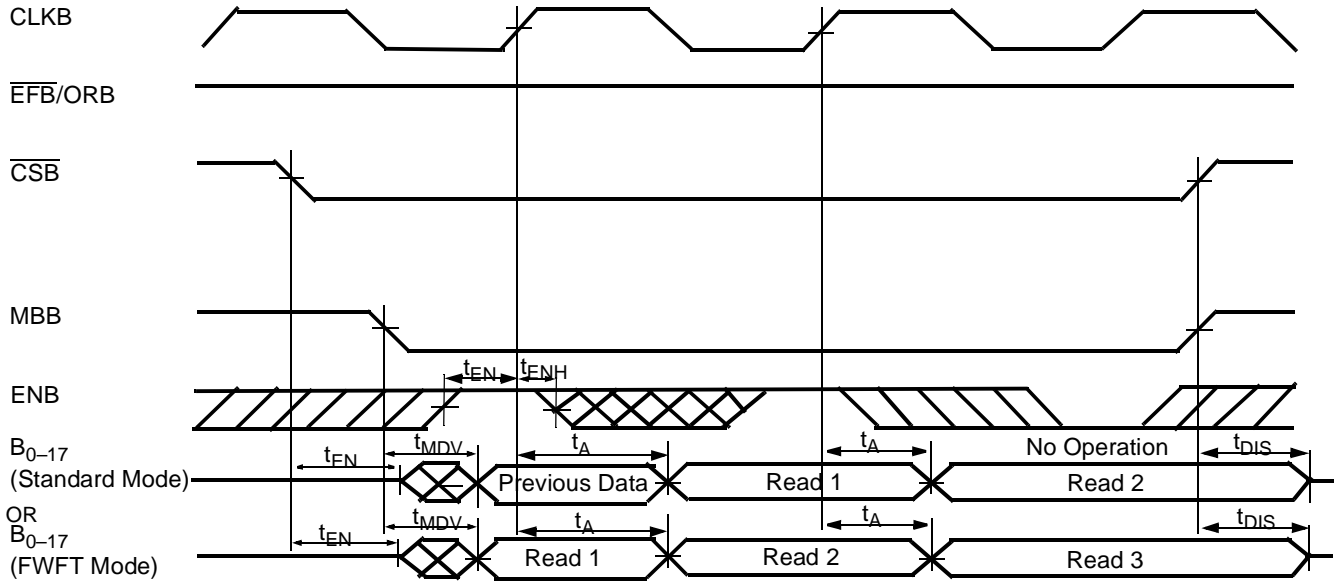 CLKB
EFB/ORB
CSB
MBB
tEN tENH
ENB
B0–17
(Standard Mode)
tEN
tMDV
tA
tA
No Operation
tDIS
Previous Data
Read 1
Read 2
OR
B0–17
(FWFT Mode)
tEN
tMDV
tA
tA
tDIS
Read 1
Read 2
Read 3